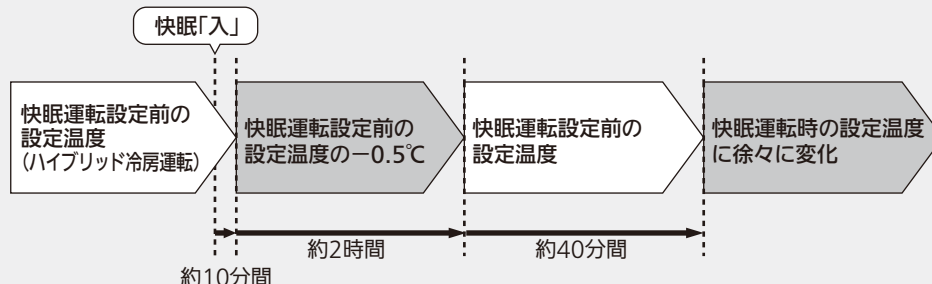 快眠「入」
快眠運転設定前の
設定温度
（ハイブリッド冷房運転）
快眠運転設定前の
設定温度の－0.5℃
快眠運転設定前の
設定温度
快眠運転時の設定温度
に徐々に変化
約10分間
約2時間
約40分間